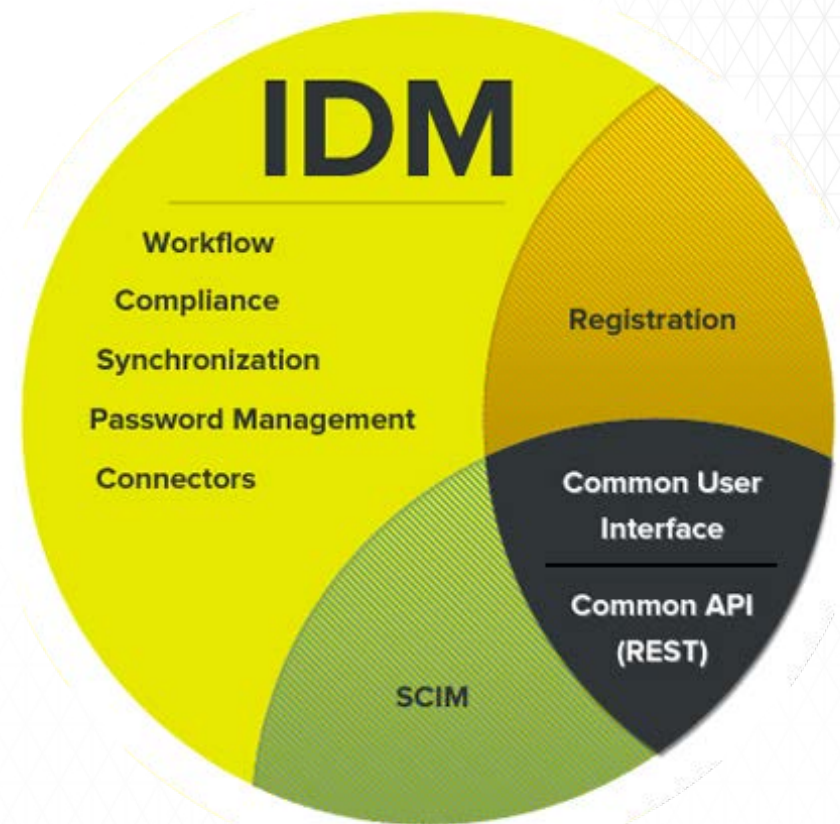 IDM
Workflow
Compliance
Synchronization
Password Management
Connectors
Registration
Common User
Interface
Common API
(REST)
SCIM